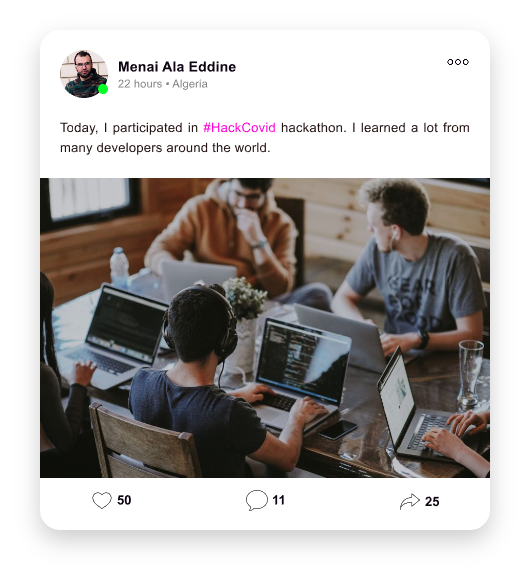 Menai Ala Eddine
22 hours • Algeria
Today, I participated in #HackCovid hackathon. I learned a lot from
many developers around the world.
50
11
25